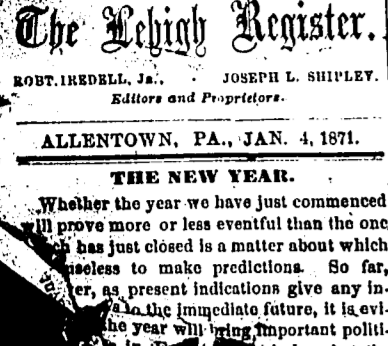 The Lehigh Register.
ROBT. IREDELL, Jr., JOSEPH L. SHIPLEY.
Editors and Proprietors.
ALLENTOWN, PA., JAN. 4, 1871.
THE NEW YEAR.
Whether the year we have just commenced
will prove more or less eventful than the one
has just closed is a matter about which
useless to make predictions. So far,
as present indications give any in-
the immediate future, it is evi-
the year will bring important politi-